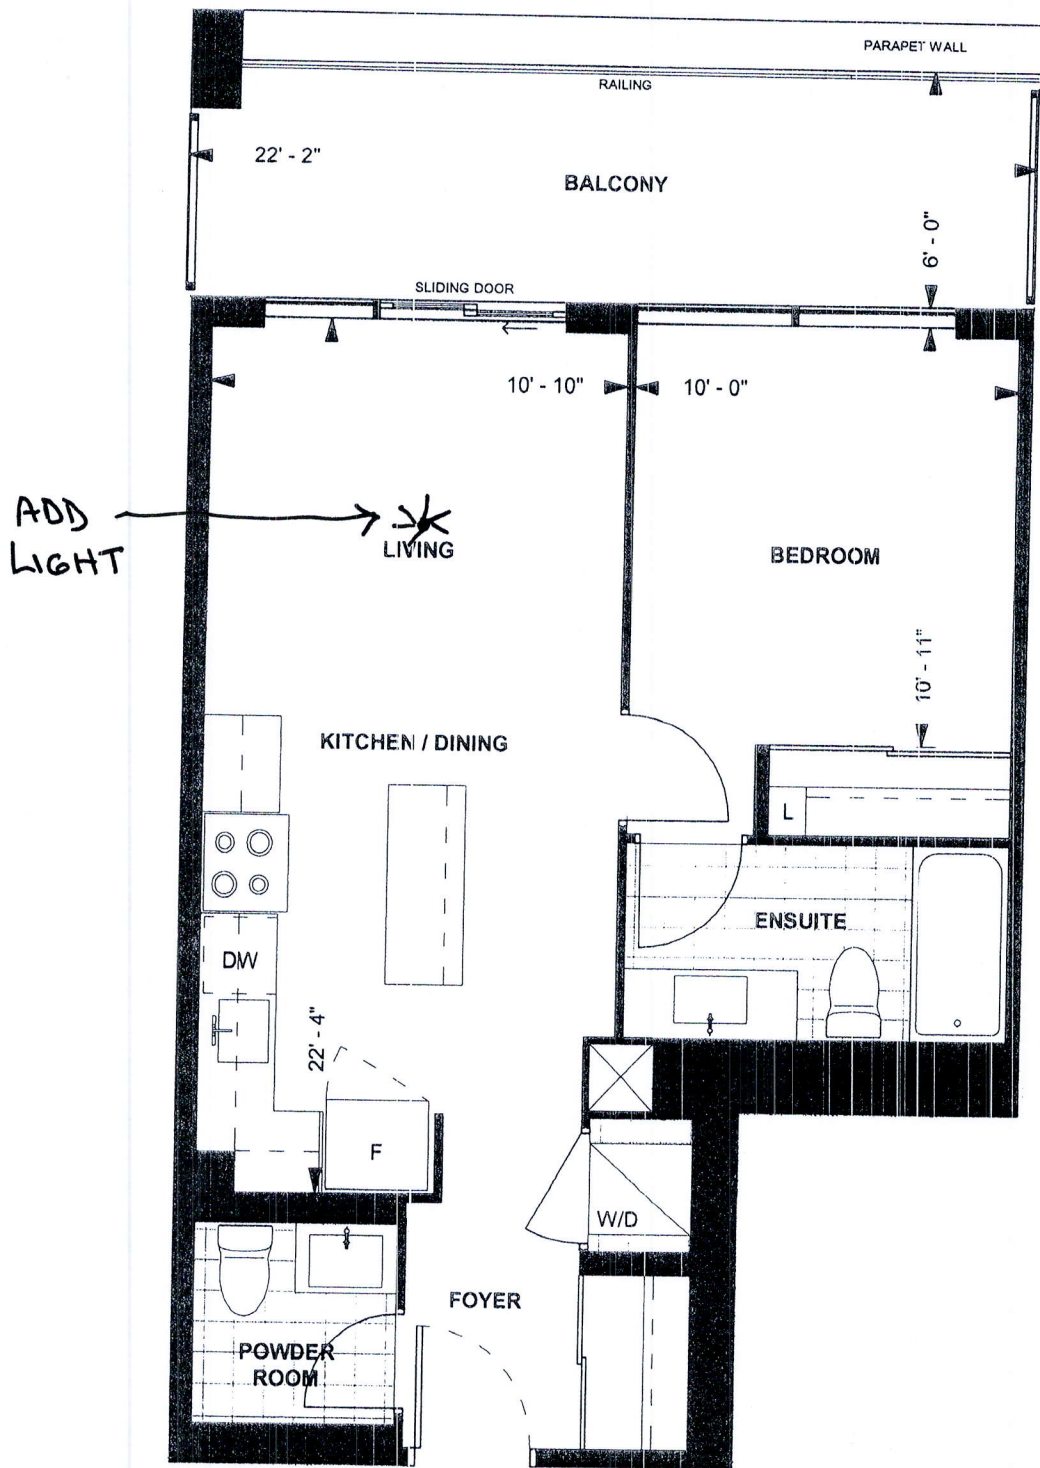 PARAPET WALL
RAILING
22' - 2"
BALCONY
6' - 0"
SLIDING DOOR
10' - 10"
10' - 0"
ADD
LIGHT
LIVING
BEDROOM
10' - 11"
KITCHEN / DINING
L
ENSUITE
DW
22' - 4"
F
W/D
FOYER
POWDER
ROOM